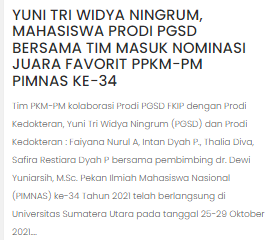 YUNI TRI WIDYA NINGRUM,
MAHASISWA PRODI PGSD
BERSAMA TIM MASUK NOMINASI
JUARA FAVORIT PPKM-PM
PIMNAS KE-34
Tim PKM-PM kolaborasi Prodi PGSD FKIP dengan Prodi
Kedokteran, Yuni Tri Widya Ningrum (PGSD) dan Prodi
Kedokteran : Faiyana Nurul A, Intan Dyah P., Thalia Diva,
Safira Restiara Dyah P bersama pembimbing dr. Dewi
Yuniarsih, M.Sc. Pekan Ilmiah Mahasiswa Nasional
(PIMNAS) ke-34 Tahun 2021 telah berlangsung di
Universitas Sumatera Utara pada tanggal 25-29 Oktober
2021....